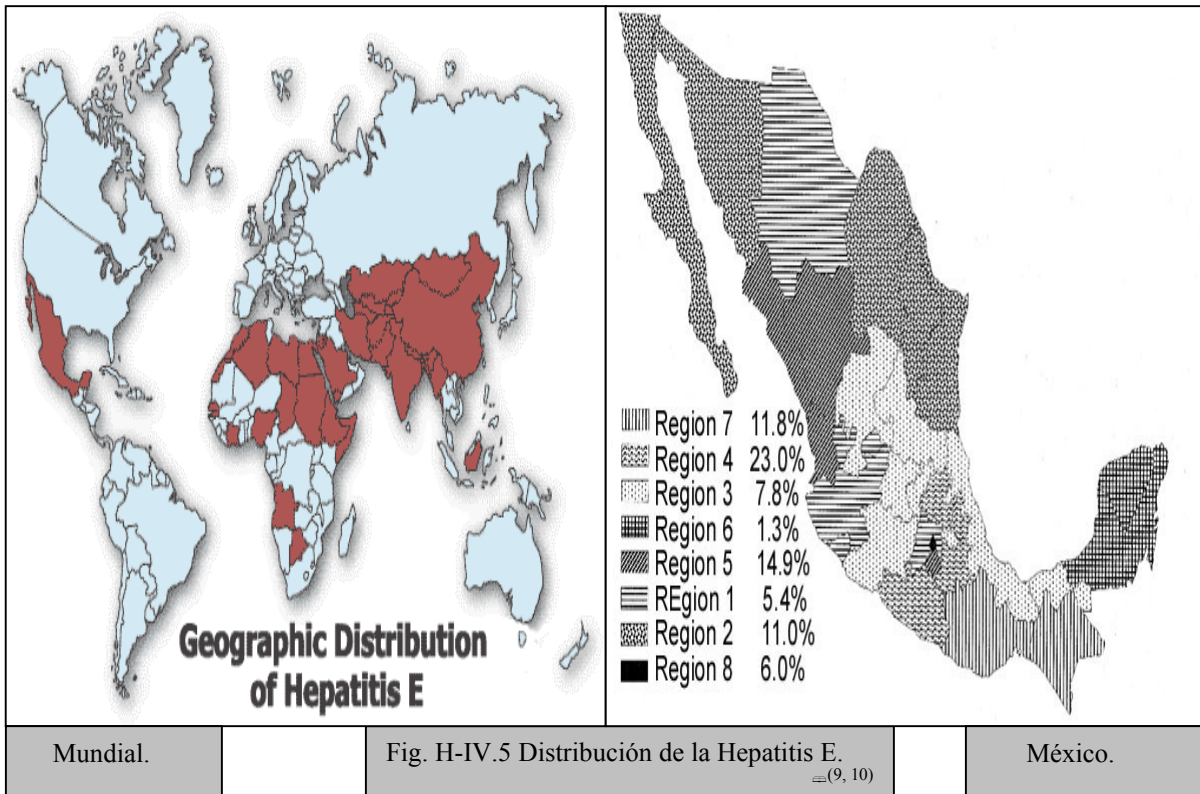 Geographic Distribution
of Hepatitis E
Region 7 11.8%
Region 4 23.0%
Region 3 7.8%
Region 6 1.3%
Region 5 14.9%
REgion 1 5.4%
Region 2 11.0%
Region 8 6.0%
Mundial.
Fig. H-IV.5 Distribución de la Hepatitis E.
(9, 10)
México.